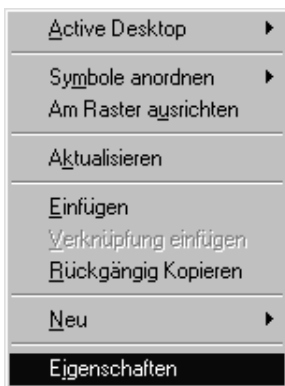 Active Desktop
Symbole anordnen
Am Raster ausrichten
Aktualisieren
Einfügen
Verknüpfung einfügen
Rückgängig Kopieren
Neu
Eigenschaften